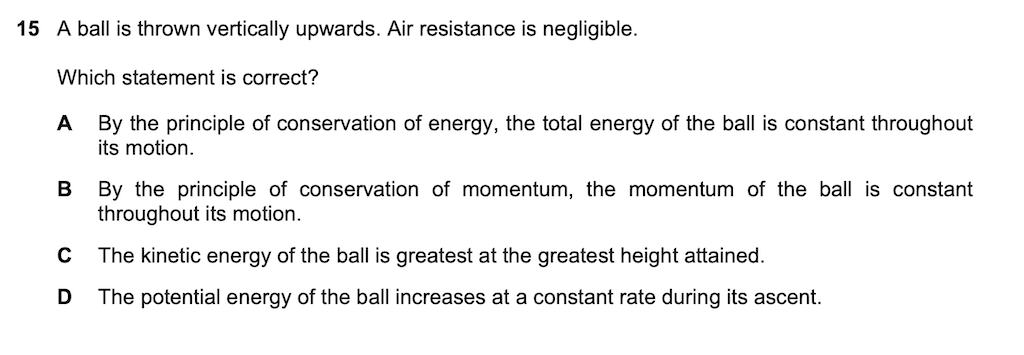 15 A ball is thrown vertically upwards. Air resistance is negligible.
Which statement is correct?
A By the principle of conservation of energy, the total energy of the ball is constant throughout
its motion.
B By the principle of conservation of momentum, the momentum of the ball is constant
throughout its motion.
C The kinetic energy of the ball is greatest at the greatest height attained.
D The potential energy of the ball increases at a constant rate during its ascent.